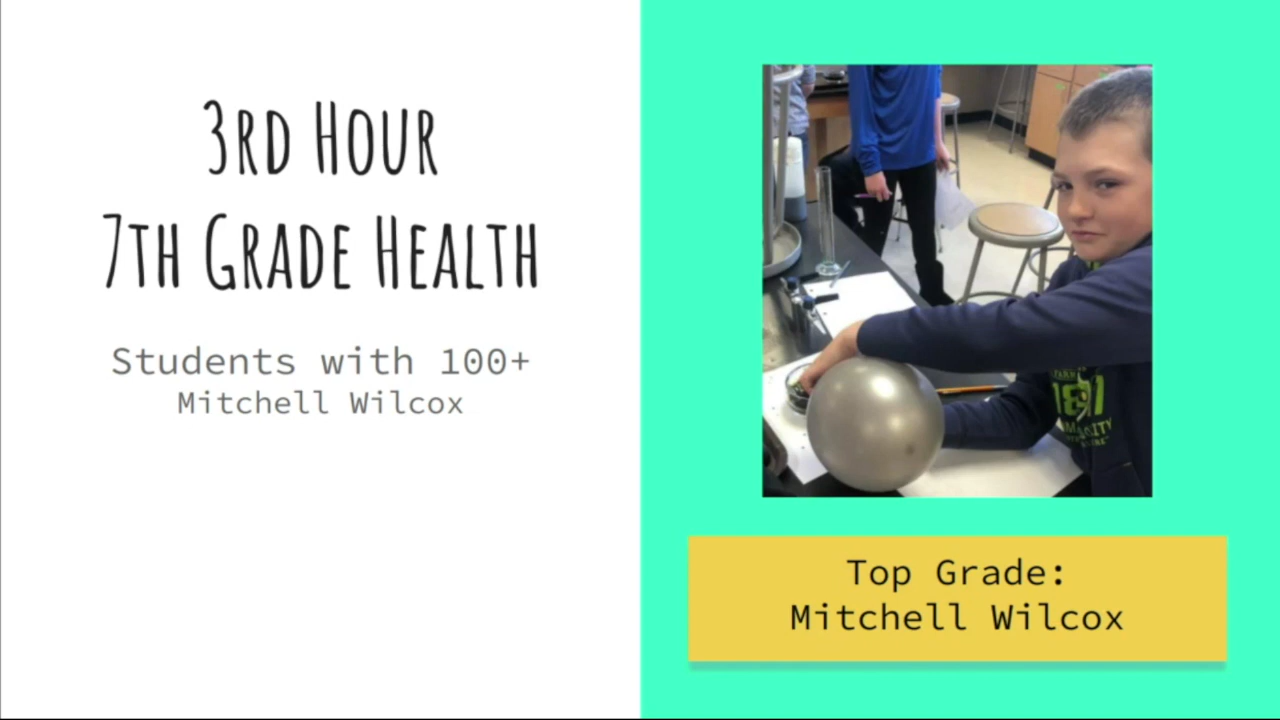 3rd Hour
7th Grade Health
Students with 100+
Mitchell Wilcox
Top Grade:
Mitchell Wilcox